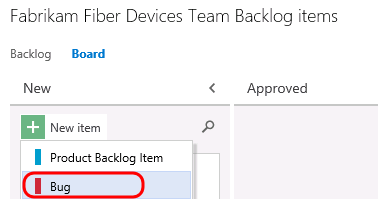 Fabrikam Fiber Devices Team Backlog items
Backlog Board
New Approved
New item
Product Backlog Item
Bug